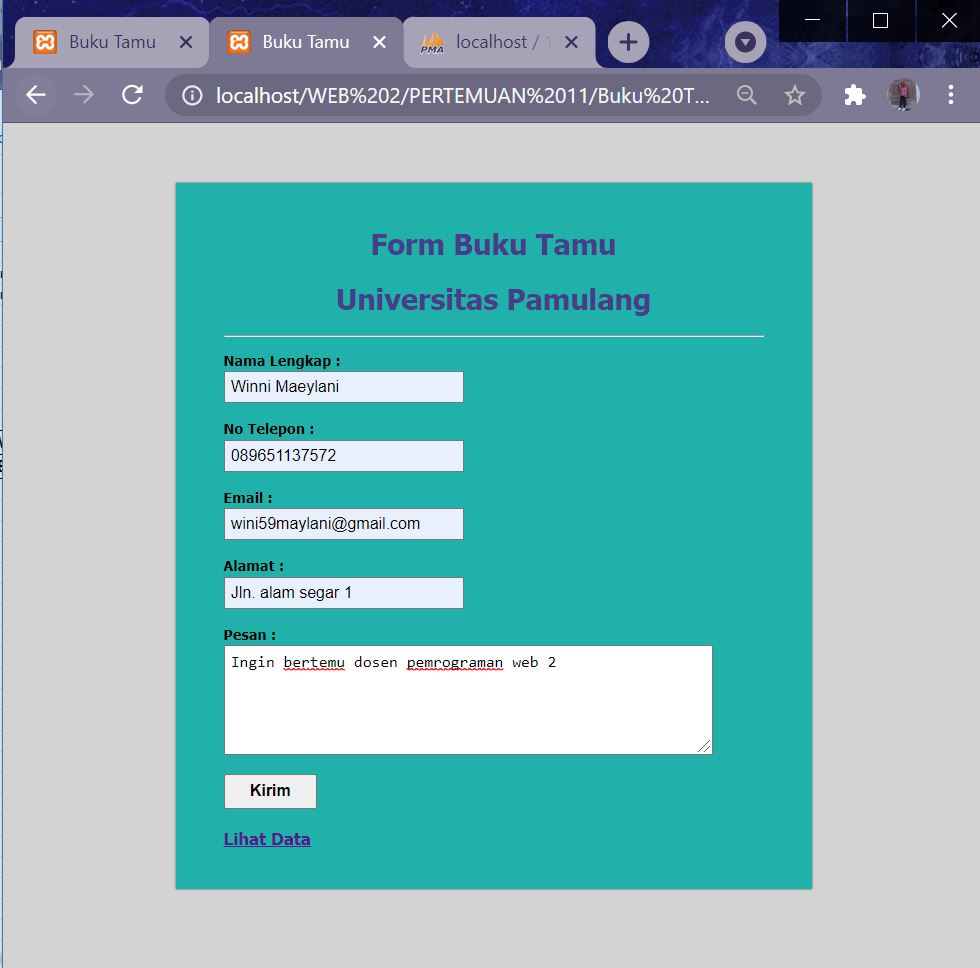 Buku Tamu
Buku Tamu
PMA localhost / 1
localhost/WEB%202/PERTEMUAN%2011/Buku%20T...
Form Buku Tamu
Universitas Pamulang
Nama Lengkap :
Winni Maeylani
No Telepon :
089651137572
Email :
wini59maylani@gmail.com
Alamat :
Jln. alam segar 1
Pesan :
Ingin bertemu dosen pemrograman web 2
Kirim
Lihat Data